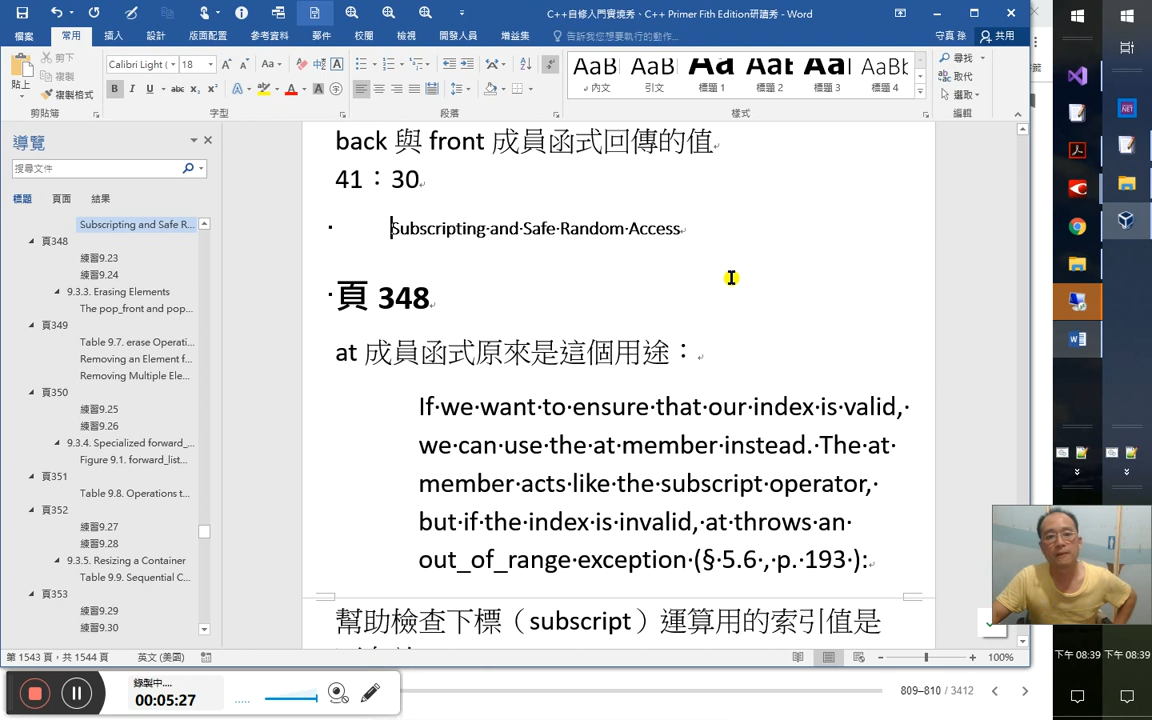 C++自修入門實境秀、C++ Primer Fith Edition研讀秀 - Word
檔案 常用 插入 設計 版面配置 參考資料 郵件 校閱 檢視 開發人員 增益集 告訴我您想要執行的動作... 守真 孫 共用
貼上 剪下 複製 複製格式
Calibri Light ( 18
AaB AaB AaB AaB AaB AaBb
內文 內文 標題 1 標題 2 標題 3 標題 4
尋找 取代 選取
剪貼簿 字型 段落 樣式 編輯
導覽
搜尋文件
標題 頁面 結果
Subscripting and Safe R...
頁348
練習9.23
練習9.24
9.3.3. Erasing Elements
The pop_front and pop...
頁349
Table 9.7. erase Operati...
Removing an Element f...
Removing Multiple Ele...
頁350
練習9.25
練習9.26
9.3.4. Specialized forward_...
Figure 9.1. forward_list...
頁351
Table 9.8. Operations t...
頁352
練習9.27
練習9.28
9.3.5. Resizing a Container
Table 9.9. Sequential C...
頁353
練習9.29
練習9.30
back 與 front 成員函式回傳的值
41：30
Subscripting and Safe Random Access
頁 348
at 成員函式原來是這個用途：
If we want to ensure that our index is valid,
we can use the at member instead. The at
member acts like the subscript operator,
but if the index is invalid, at throws an
out_of_range exception (§ 5.6 , p. 193 ):
幫助檢查下標（subscript）運算用的索引值是
第 1543 頁，共 1544 頁 英文 (美國) 100%
錄製中....
00:05:27
809–810 / 3412
下午 08:39 下午 08:39